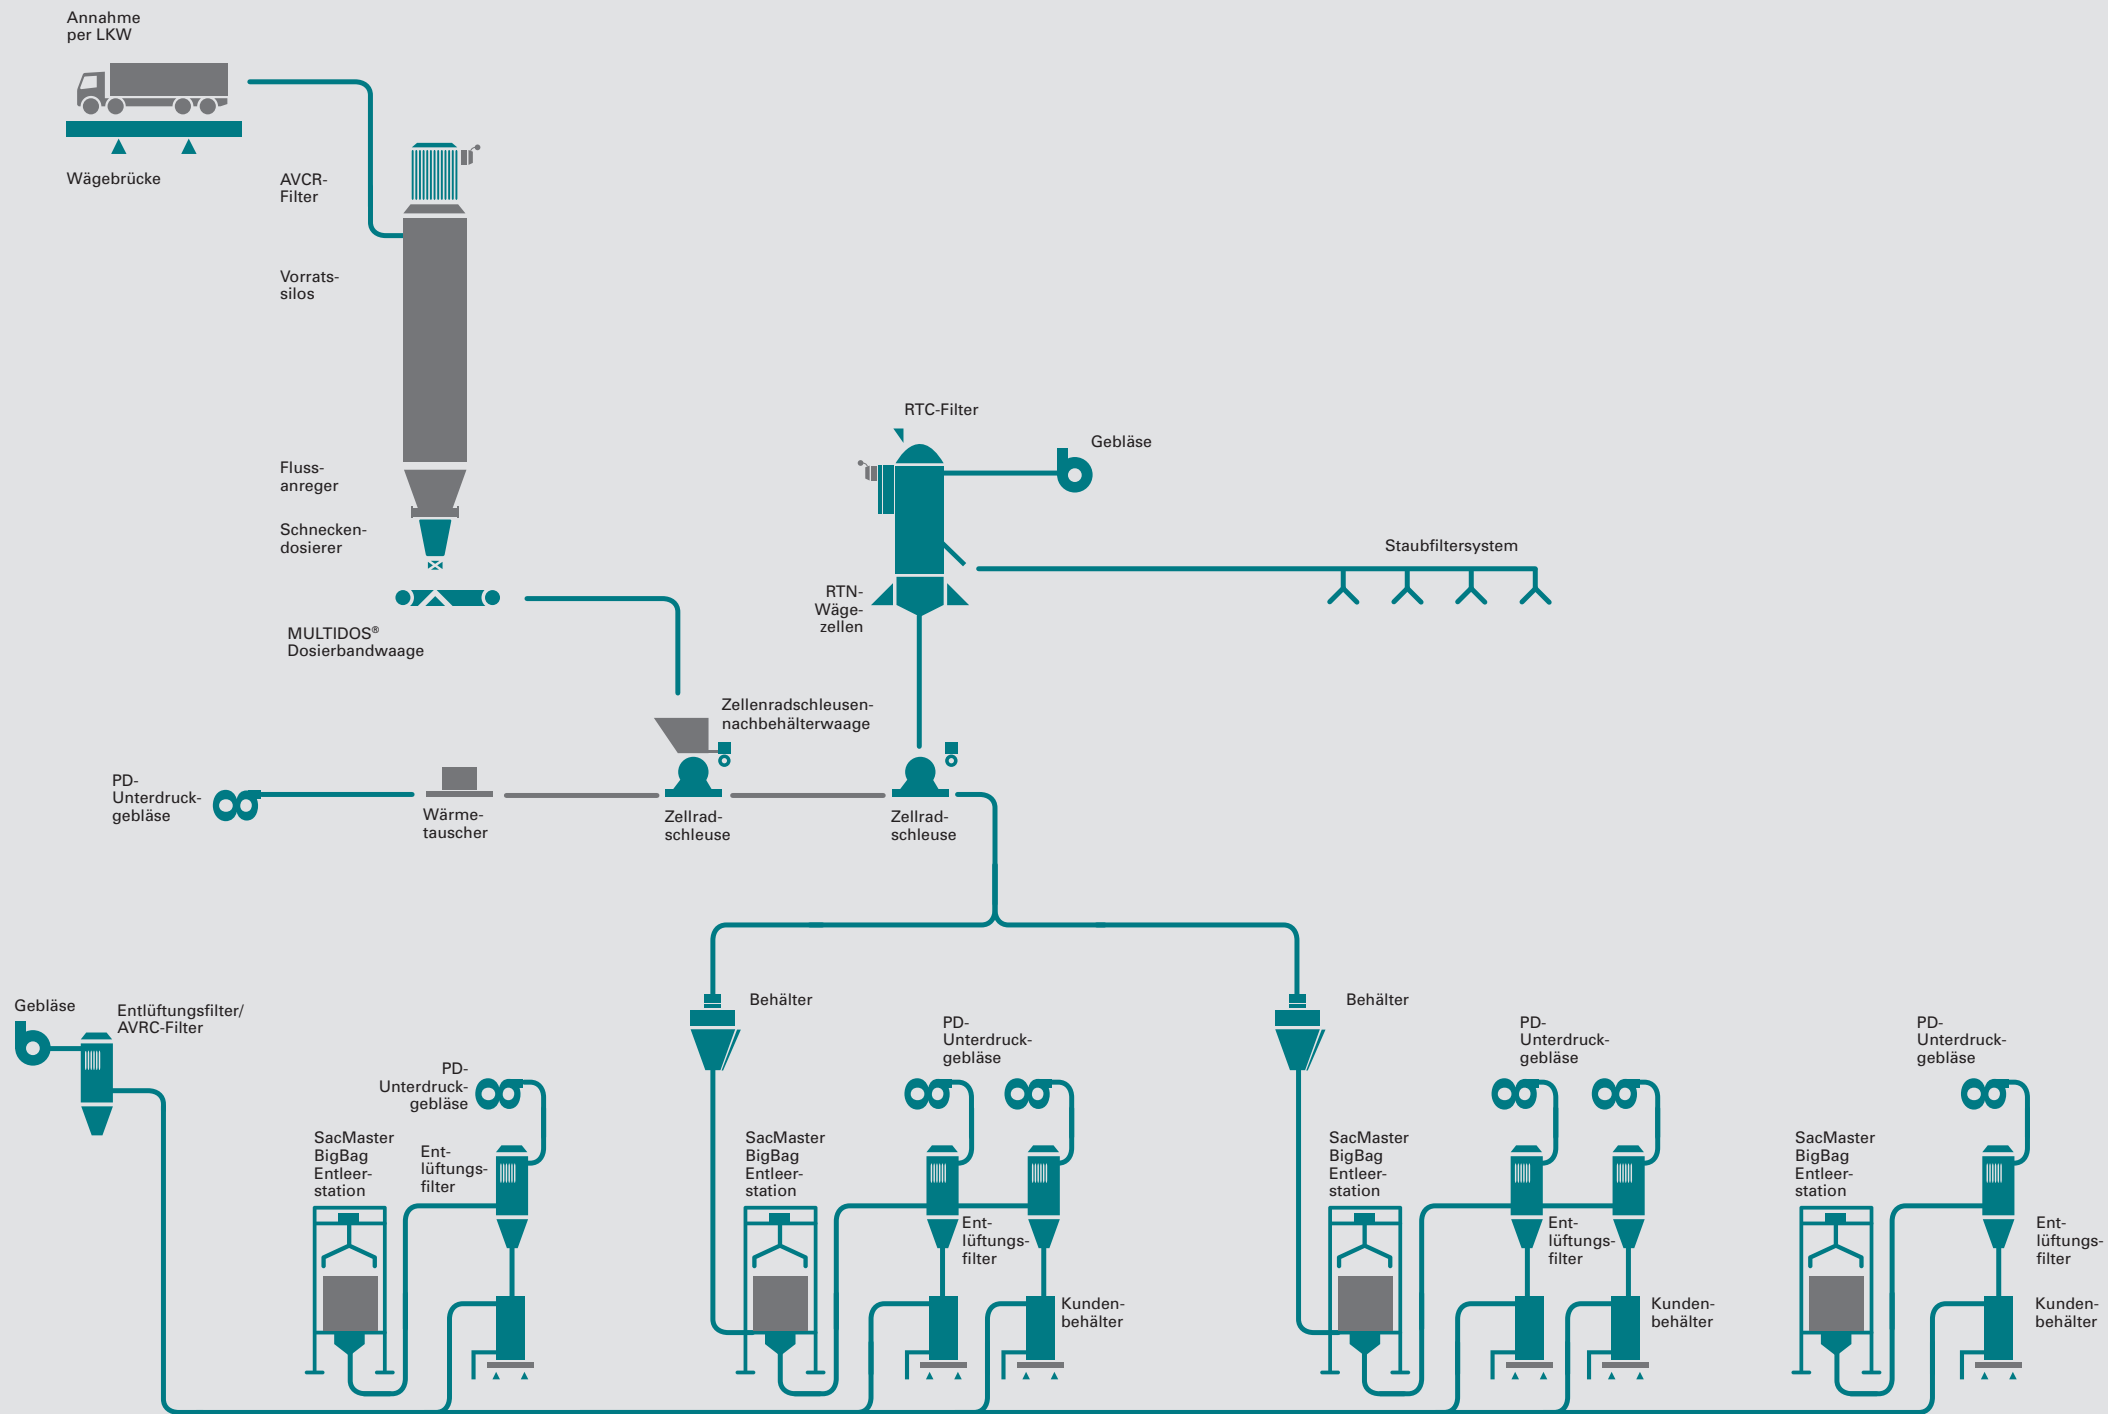 Annahme
per LKW
Wägebrücke
AVCR-
Filter
Vorrats-
silos
Fluss-
anreger
Schnecken-
dosierer
MULTIDOS®
Dosierbandwaage
RTC-Filter
Gebläse
Staubfiltersystem
RTN-
Wäge-
zellen
Zellenradschleusen-
nachbehälterwaage
PD-
Unterdruck-
gebläse
Wärme-
tauscher
Zellrad-
schleuse
Zellrad-
schleuse
Gebläse
Entlüftungsfilter/
AVRC-Filter
Behälter
Behälter
PD-
Unterdruck-
gebläse
PD-
Unterdruck-
gebläse
PD-
Unterdruck-
gebläse
PD-
Unterdruck-
gebläse
SacMaster
BigBag
Entleer-
station
Ent-
lüftungs-
filter
SacMaster
BigBag
Entleer-
station
Ent-
lüftungs-
filter
Kunden-
behälter
SacMaster
BigBag
Entleer-
station
Ent-
lüftungs-
filter
Kunden-
behälter
SacMaster
BigBag
Entleer-
station
Ent-
lüftungs-
filter
Kunden-
behälter